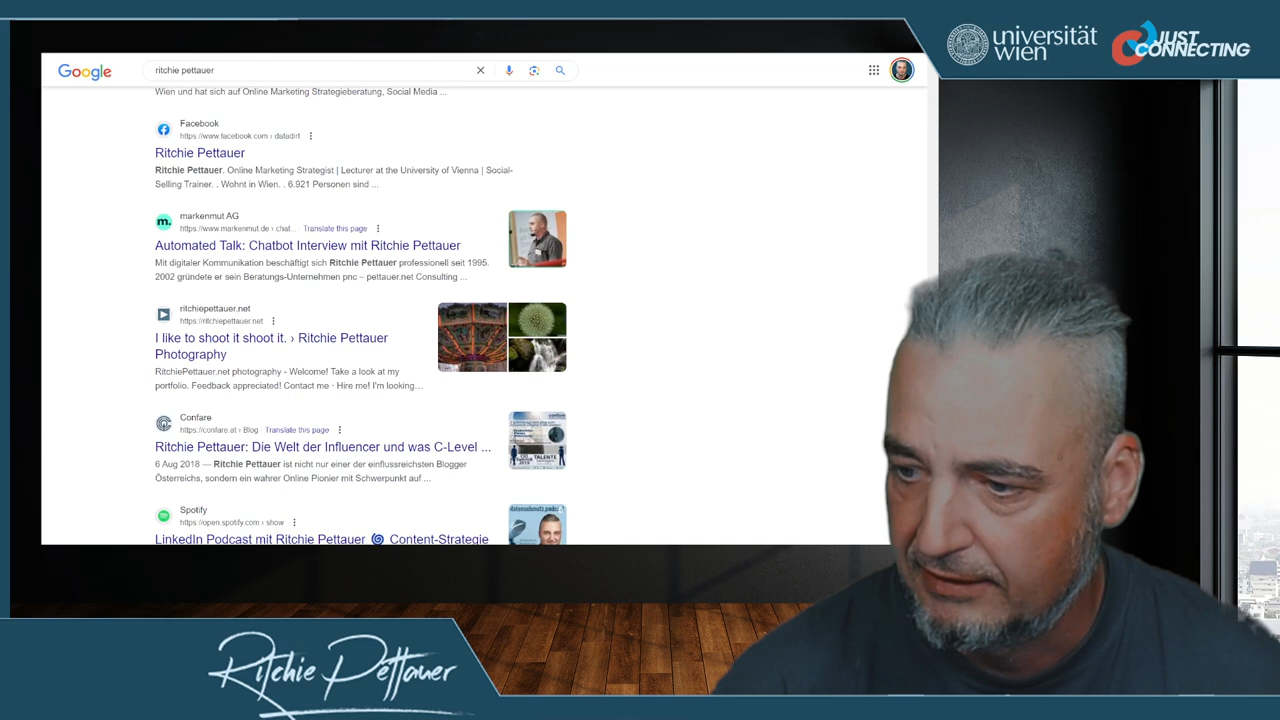 universität
wien
JUST
CONNECTING
Google
ritchie pettauer
Wien und hat sich auf Online Marketing Strategieberatung, Social Media ...
Facebook
https://www.facebook.com › datadirt
Ritchie Pettauer
Ritchie Pettauer. Online Marketing Strategist | Lecturer at the University of Vienna | Social-
Selling Trainer. . Wohnt in Wien. . 6.921 Personen sind ...
m.
markenmut AG
https://www.markenmut.de › chat... Translate this page
Automated Talk: Chatbot Interview mit Ritchie Pettauer
Mit digitaler Kommunikation beschäftigt sich Ritchie Pettauer professionell seit 1995.
2002 gründete er sein Beratungs-Unternehmen pnc – pettauer.net Consulting ...
ritchiepettauer.net
https://ritchiepettauer.net
I like to shoot it shoot it. › Ritchie Pettauer
Photography
RitchiePettauer.net photography - Welcome! Take a look at my
portfolio. Feedback appreciated! Contact me · Hire me! I'm looking...
Confare
https://confare.at › Blog · Translate this page
Ritchie Pettauer: Die Welt der Influencer und was C-Level ...
6 Aug 2018 — Ritchie Pettauer ist nicht nur einer der einflussreichsten Blogger
Österreichs, sondern ein wahrer Online Pionier mit Schwerpunkt auf ...
Spotify
https://open.spotify.com › show
LinkedIn Podcast mit Ritchie Pettauer 🌀 Content-Strategie
Ritchie Pettauer